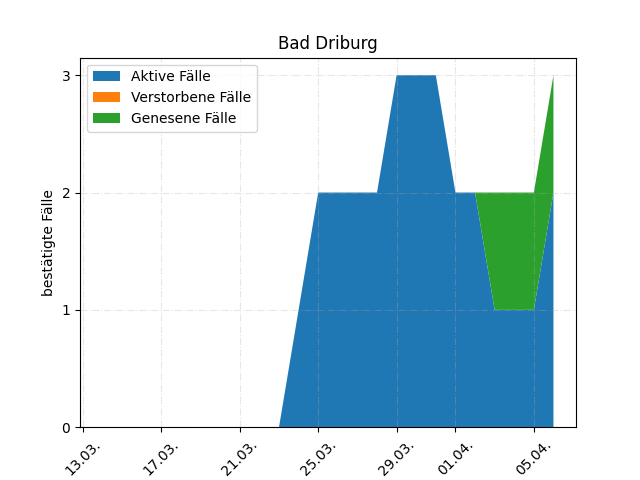 Bad Driburg
Aktive Fälle
Verstorbene Fälle
Genesene Fälle
bestätigte Fälle
3
2
1
0
13.03.
17.03.
21.03.
25.03.
29.03.
01.04.
05.04.